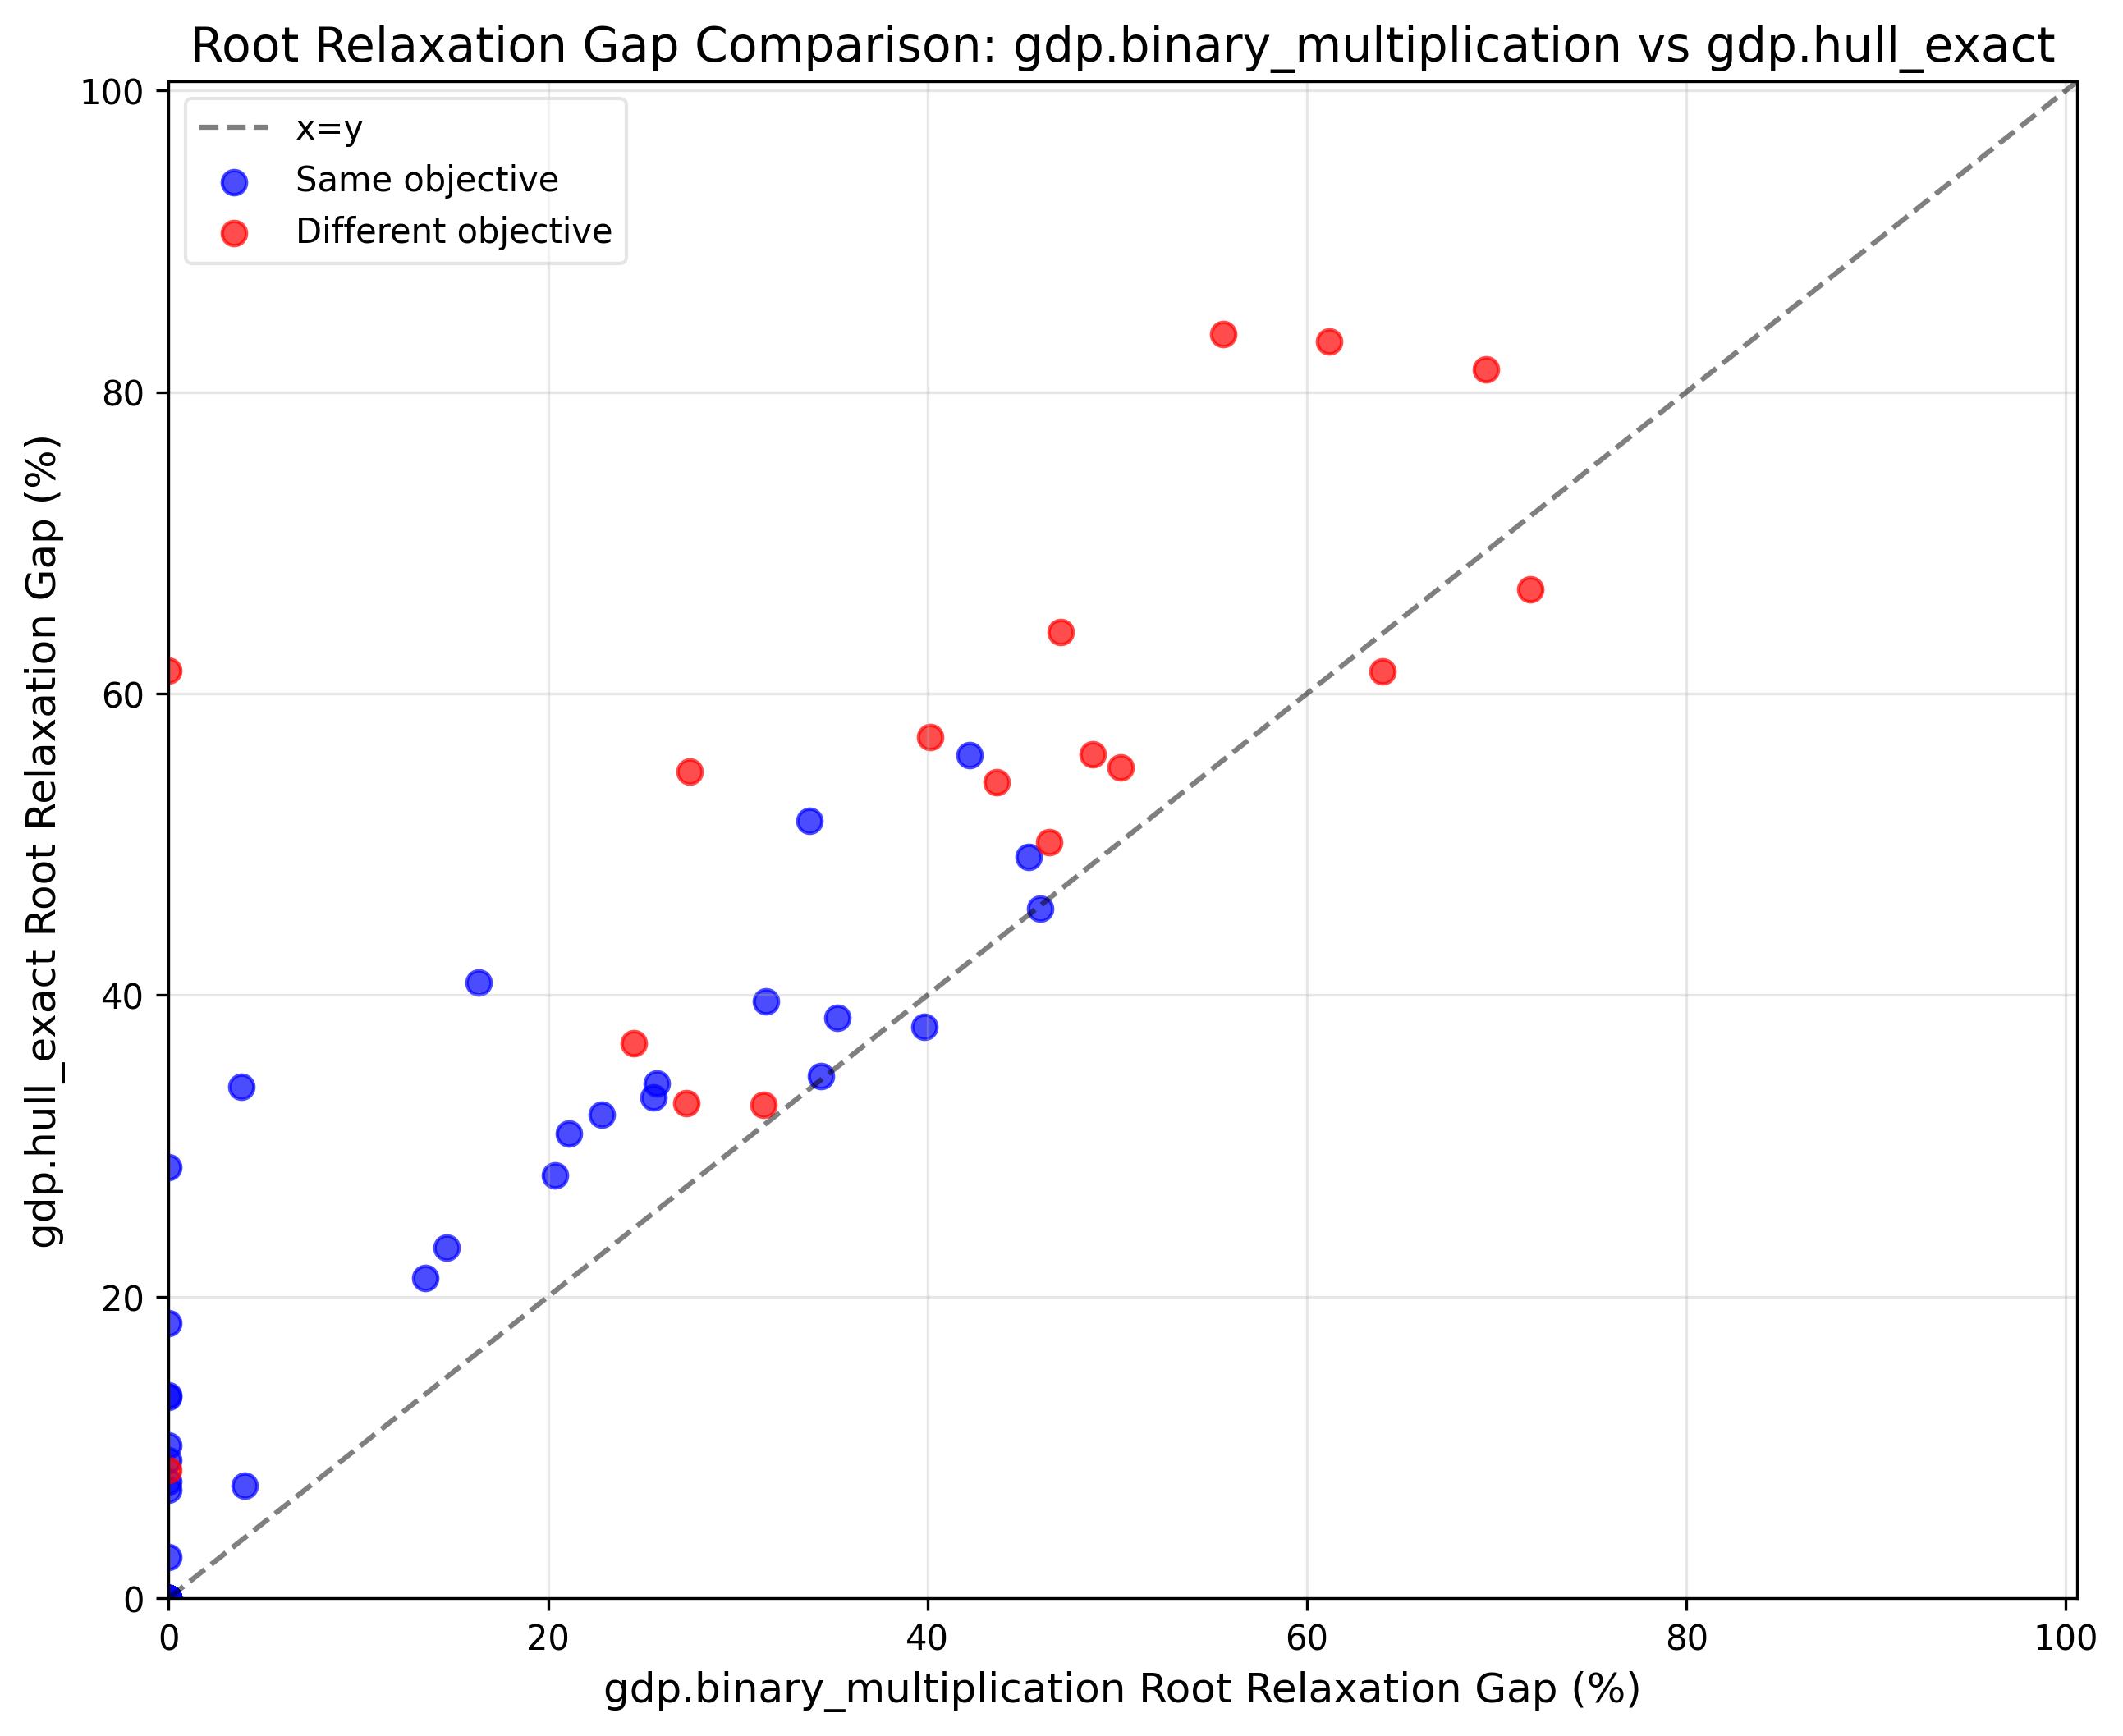 Root Relaxation Gap Comparison: gdp.binary_multiplication vs gdp.hull_exact
x=y
Same objective
Different objective
gdp.hull_exact Root Relaxation Gap (%)
100
80
60
40
20
0
0 20 40 60 80 100
gdp.binary_multiplication Root Relaxation Gap (%)